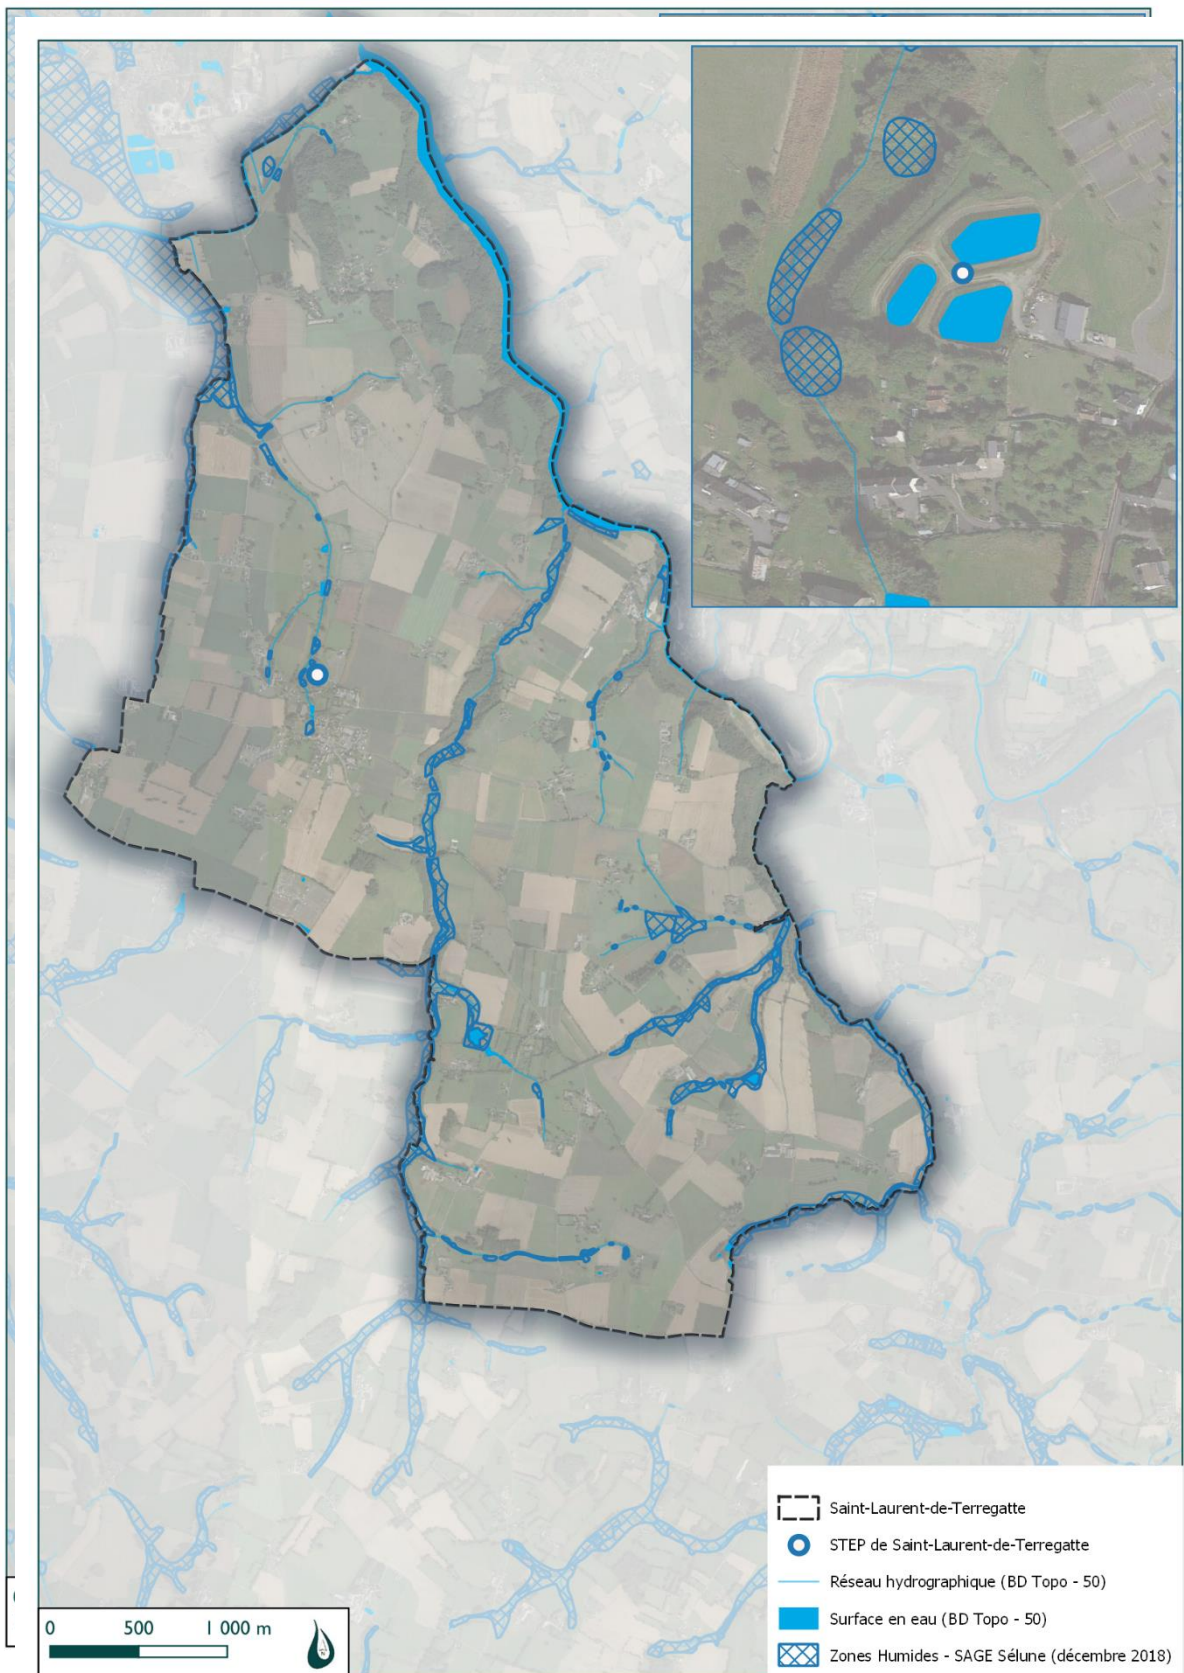 Saint-Laurent-de-Terregatte
STEP de Saint-Laurent-de-Terregatte
Réseau hydrographique (BD Topo - 50)
Surface en eau (BD Topo - 50)
Zones Humides - SAGE Sélune (décembre 2018)
0 500 1 000 m